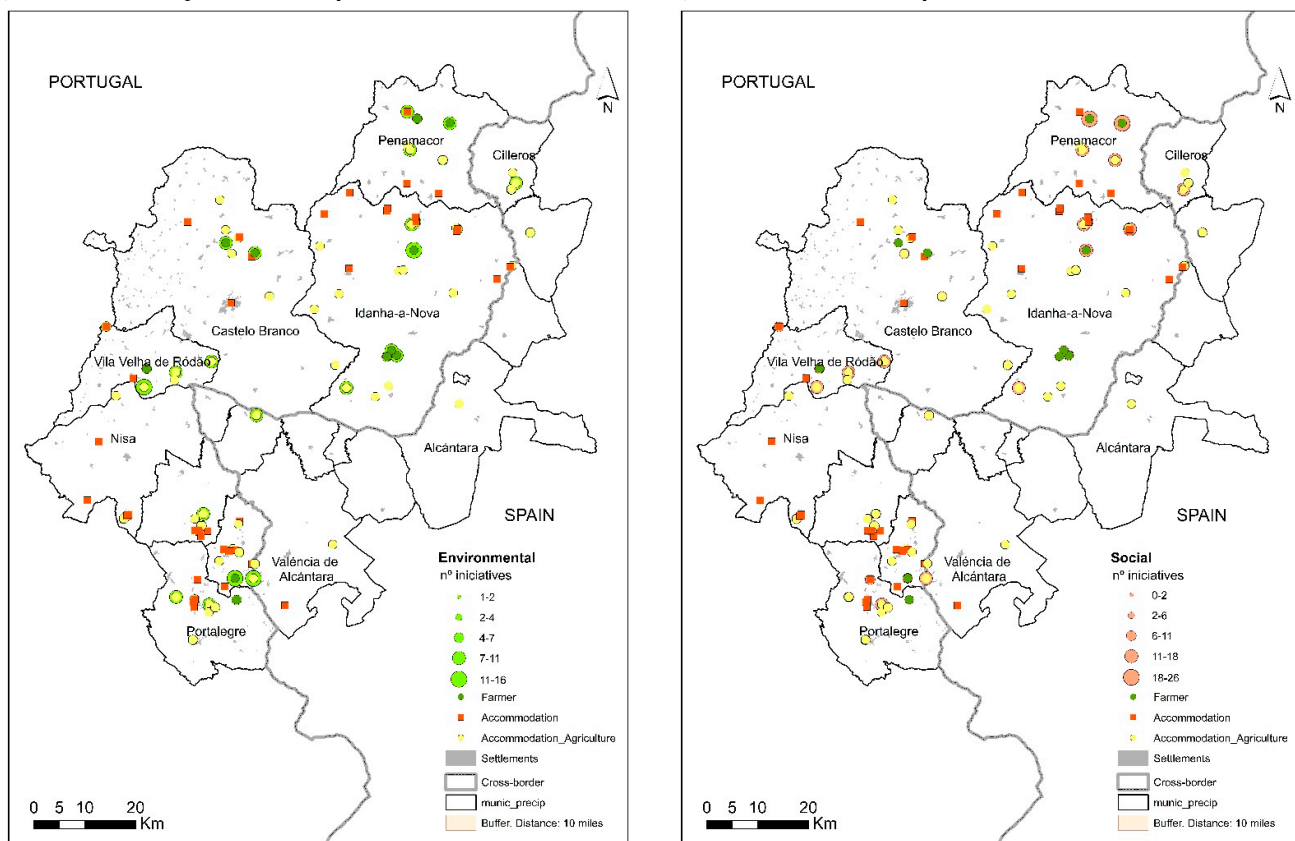 PORTUGAL
N
Penamacor
Cilleros
Idanha-a-Nova
Castelo Branco
Vila Velha de Ródão
Nisa
Alcántara
SPAIN
Valéncia de
Alcántara
Portalegre
Environmental
nº iniciatives
1-2
2-4
4-7
7-11
11-16
Farmer
Accommodation
Accommodation_Agriculture
Settlements
Cross-border
munic_precip
Buffer. Distance: 10 miles
0 5 10 20
Km
PORTUGAL
N
Penamacor
Cilleros
Idanha-a-Nova
Castelo Branco
Vila Velha de Ródão
Nisa
Alcántara
SPAIN
Valéncia de
Alcántara
Portalegre
Social
nº iniciatives
0-2
2-6
6-11
11-18
18-26
Farmer
Accommodation
Accommodation_Agriculture
Settlements
Cross-border
munic_precip
Buffer. Distance: 10 miles
0 5 10 20
Km